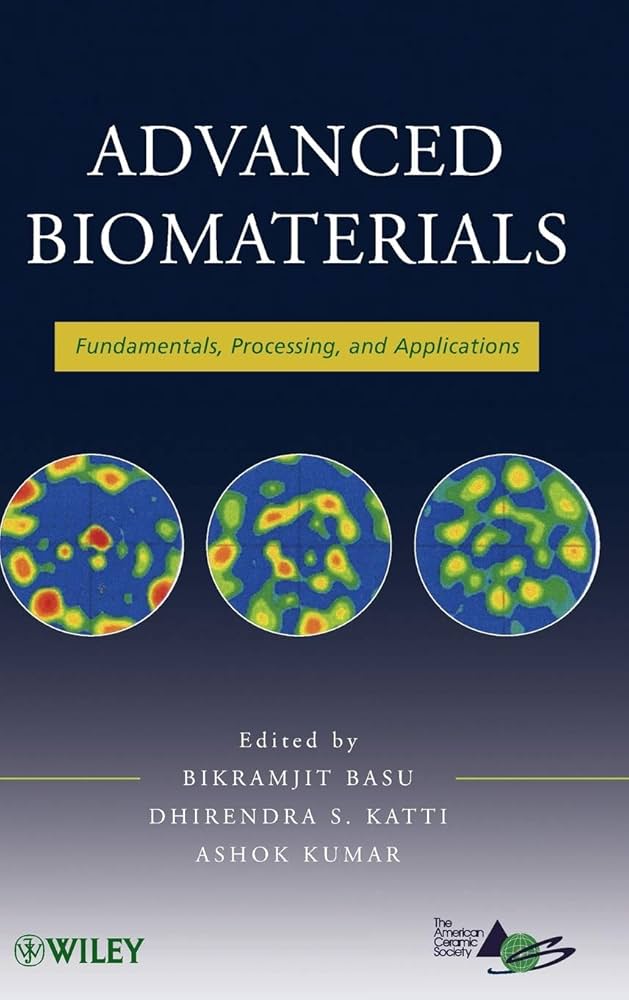 ADVANCED
BIOMATERIALS
Fundamentals, Processing, and Applications
Edited by
BIKRAMJIT BASU
DHIRENDRA S. KATTI
ASHOK KUMAR
WILEY
The
American
Ceramic
Society